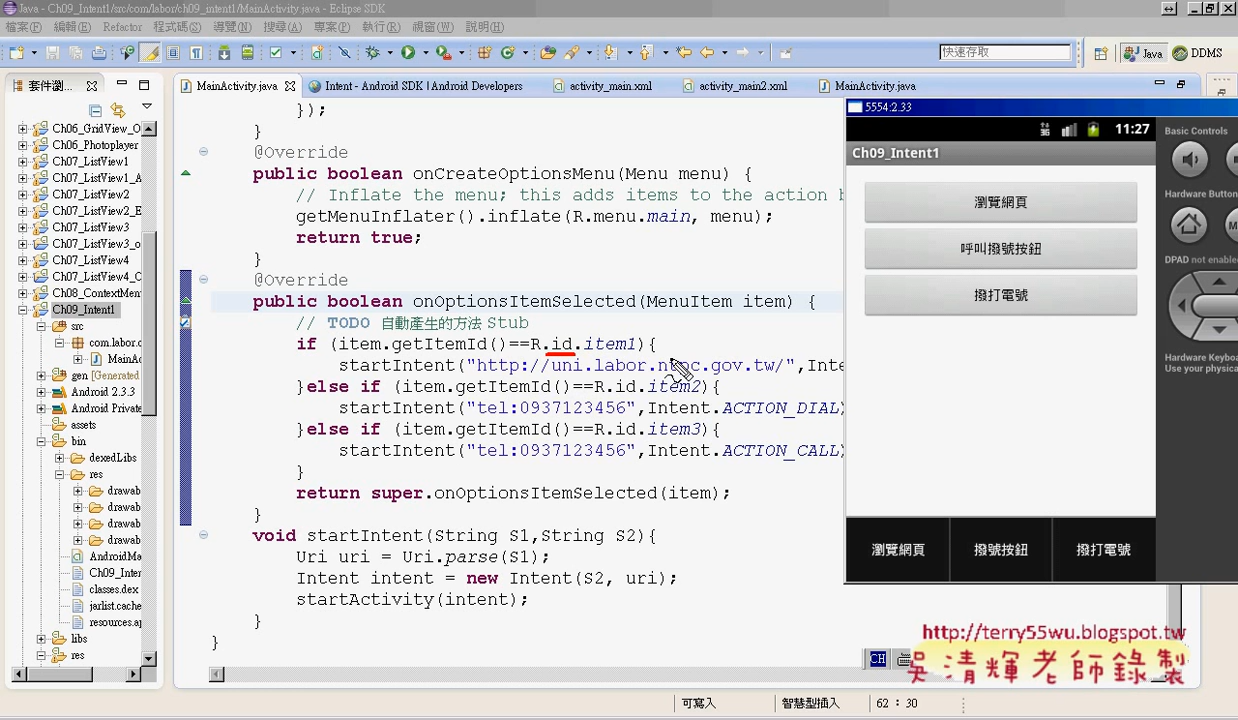 Java - Ch09_Intent1/src/com/labor/ch09_intent1/MainActivity.java - Eclipse SDK
檔案(F) 編輯(E) Refactor 程式碼(S) 導覽(N) 搜尋(A) 專案(P) 執行(R) 視窗(W) 說明(H)
快速存取 Java DDMS
套件瀏...
MainActivity.java Intent - Android SDK | Android Developers activity_main.xml activity_main2.xml MainActivity.java
Ch06_GridView_O
Ch06_Photoplayer
Ch07_ListView1
Ch07_ListView1_A
Ch07_ListView2
Ch07_ListView2_E
Ch07_ListView3
Ch07_ListView3_o
Ch07_ListView4
Ch07_ListView4_C
Ch08_ContextMen
Ch09_Intent1
src
com.labor.c
MainAc
gen [Generated
Android 2.3.3
Android Private
assets
bin
dexedLibs
res
drawab
drawab
drawab
drawab
AndroidMa
Ch09_Inten
classes.dex
jarlist.cache
resources.ap
libs
res
});
}
@Override
public boolean onCreateOptionsMenu(Menu menu) {
// Inflate the menu; this adds items to the action b
getMenuInflater().inflate(R.menu.main, menu);
return true;
}
@Override
public boolean onOptionsItemSelected(MenuItem item) {
// TODO 自動產生的方法 Stub
if (item.getItemId()==R.id.item1){
startIntent("http://uni.labor.ntpc.gov.tw/",Inte
}else if (item.getItemId()==R.id.item2){
startIntent("tel:0937123456",Intent.ACTION_DIAL)
}else if (item.getItemId()==R.id.item3){
startIntent("tel:0937123456",Intent.ACTION_CALL)
}
return super.onOptionsItemSelected(item);
}
void startIntent(String S1,String S2){
Uri uri = Uri.parse(S1);
Intent intent = new Intent(S2, uri);
startActivity(intent);
}
}
5554:2.33
3G 11:27
Ch09_Intent1
瀏覽網頁
呼叫撥號按鈕
撥打電號
瀏覽網頁 撥號按鈕 撥打電號
Basic Controls
Hardware Button
M
DPAD not enabled
Hardware Keyboa
Use your physica
http://terry55wu.blogspot.tw
吳清輝老師錄製
CH
可寫入 智慧型插入 62 : 30